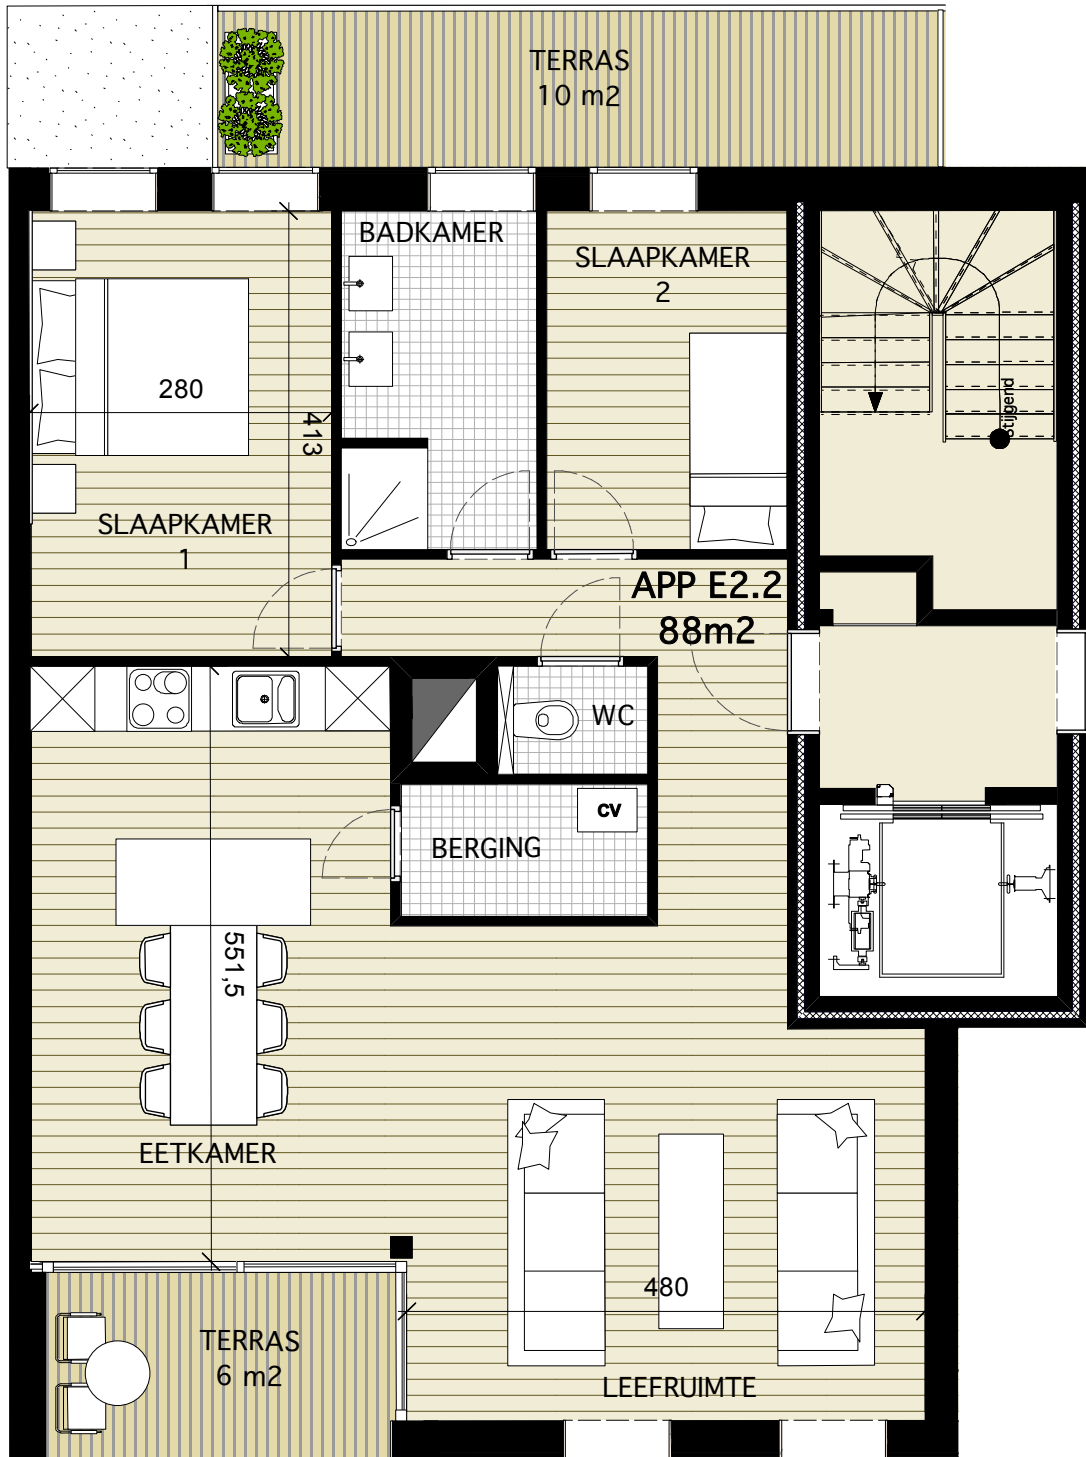 TERRAS
10 m2
BADKAMER
SLAAPKAMER
2
280
413
Stijgend
SLAAPKAMER
1
APP E2.2
88m2
WC
CV
BERGING
551,5
EETKAMER
480
TERRAS
6 m2
LEEFRUIMTE